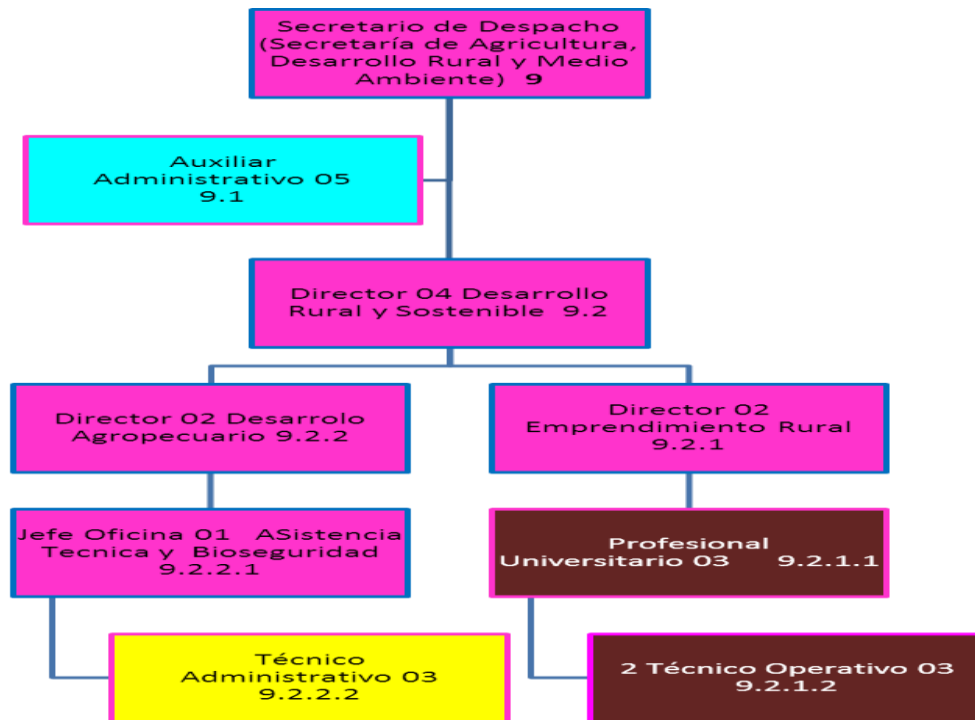 Secretario de Despacho
(Secretaría de Agricultura,
Desarrollo Rural y Medio
Ambiente) 9
Auxiliar
Administrativo 05
9.1
Director 04 Desarrollo
Rural y Sostenible 9.2
Director 02 Desarrolo
Agropecuario 9.2.2
Director 02
Emprendimiento Rural
9.2.1
Jefe Oficina 01 ASistencia
Tecnica y Bioseguridad
9.2.2.1
Profesional
Universitario 03 9.2.1.1
Técnico
Administrativo 03
9.2.2.2
2 Técnico Operativo 03
9.2.1.2